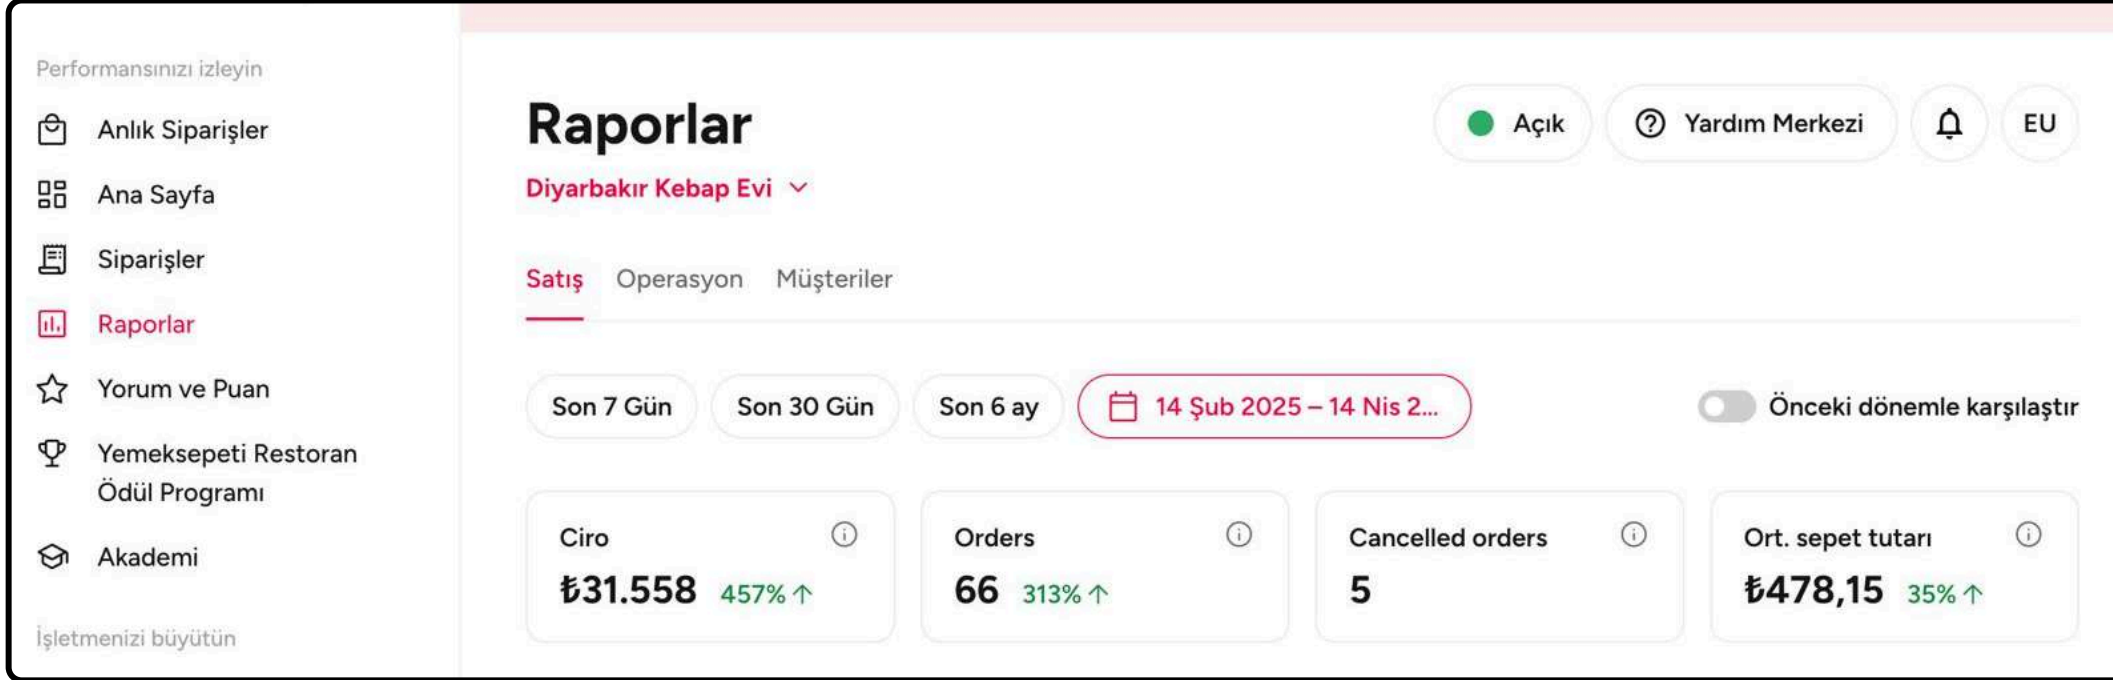 Performansınızı izleyin
Anlık Siparişler
Ana Sayfa
Siparişler
Raporlar
Yorum ve Puan
Yemeksepeti Restoran
Ödül Programı
Akademi
İşletmenizi büyütün
Raporlar
Açık
Yardım Merkezi
EU
Diyarbakır Kebap Evi
Satış Operasyon Müşteriler
Son 7 Gün
Son 30 Gün
Son 6 ay
14 Şub 2025 – 14 Nis 2...
Önceki dönemle karşılaştır
Ciro
₺31.558 457% ↑
Orders
66 313% ↑
Cancelled orders
5
Ort. sepet tutarı
₺478,15 35% ↑